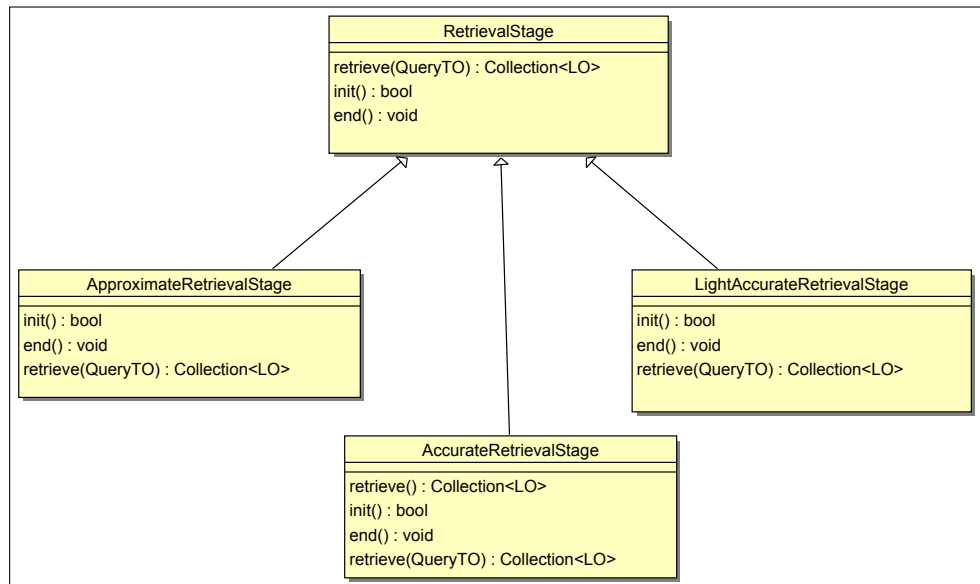 RetrievalStage
retrieve(QueryTO) : Collection<LO>
init() : bool
end() : void
ApproximateRetrievalStage
init() : bool
end() : void
retrieve(QueryTO) : Collection<LO>
LightAccurateRetrievalStage
init() : bool
end() : void
retrieve(QueryTO) : Collection<LO>
AccurateRetrievalStage
retrieve() : Collection<LO>
init() : bool
end() : void
retrieve(QueryTO) : Collection<LO>